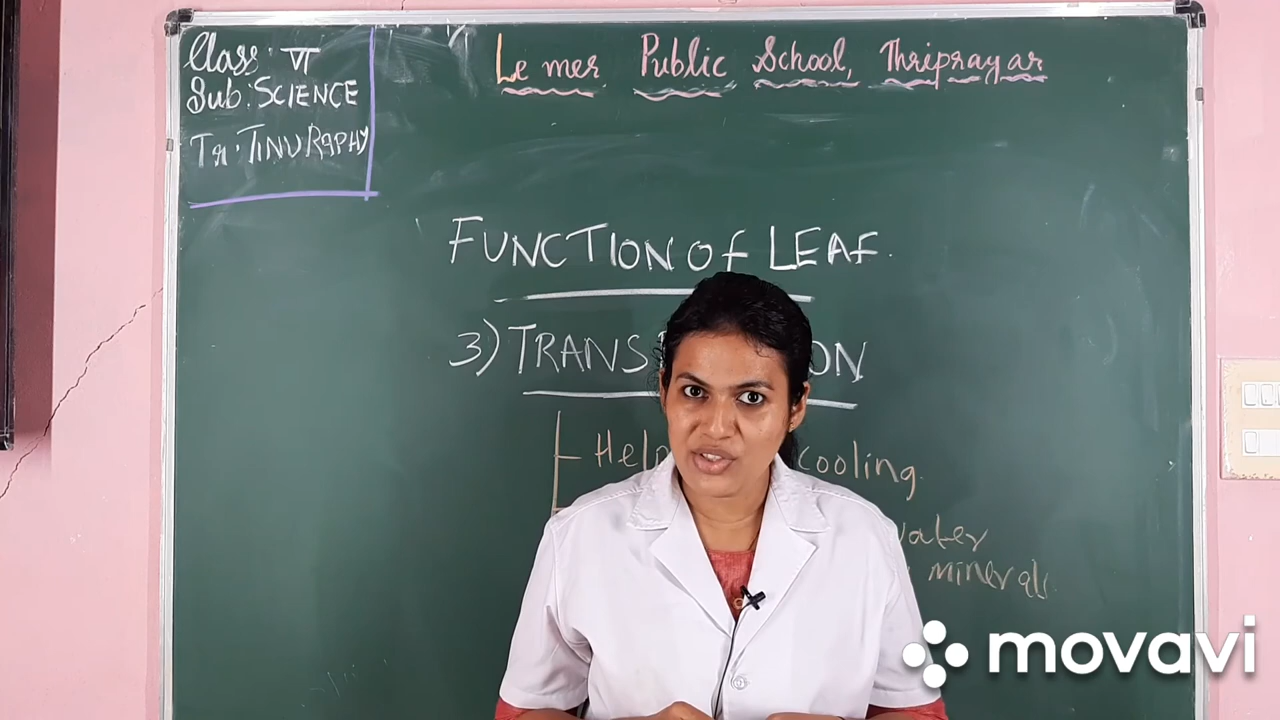 Class: VI
Sub: SCIENCE
Tr: TINU RAPHY
Le mer Public School, Thriprayar
FUNCTION OF LEAF.
3) TRANS ON
Help cooling.
water
minerals
movavi